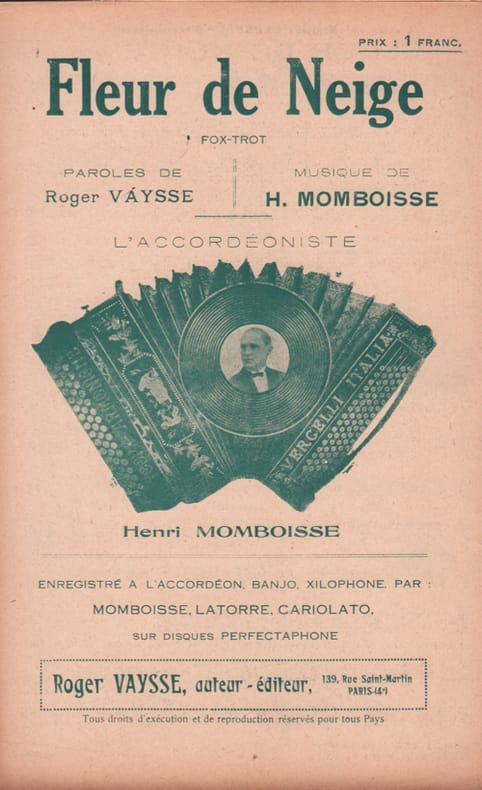 PRIX : 1 FRANC.
Fleur de Neige
FOX-TROT
PAROLES DE
Roger VÁYSSE
MUSIQUE DE
H. MOMBOISSE
L'ACCORDÉONISTE
VERCELLI ITALIA
Henri MOMBOISSE
ENREGISTRÉ A L'ACCORDÉON, BANJO, XILOPHONE, PAR :
MOMBOISSE, LATORRE, CARIOLATO,
SUR DISQUES PERFECTAPHONE
Roger VAYSSE, auteur-éditeur,
139, Rue Saint-Martin
PARIS-(4ᵉ)
Tous droits d'exécution et de reproduction réservés pour tous Pays